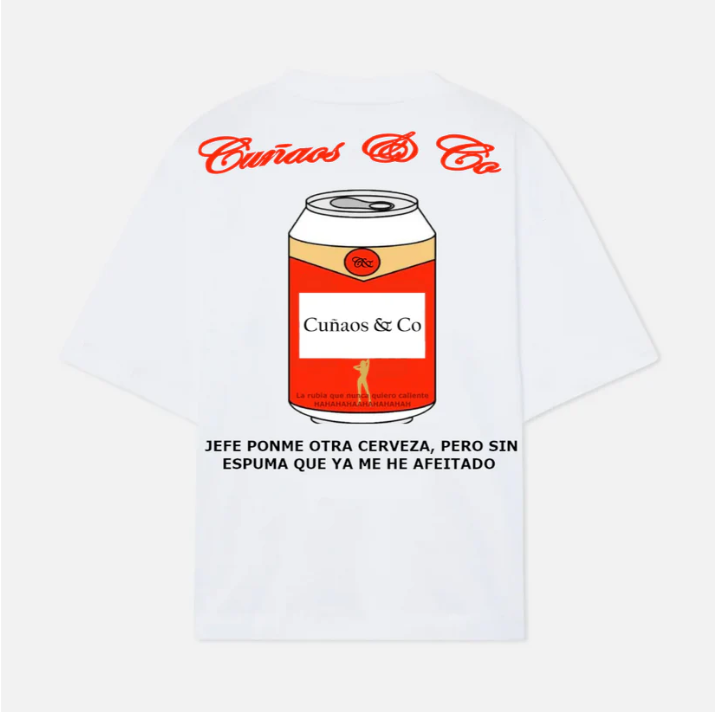 Cuñaos & Co
C&
Cuñaos & Co
La rubia que nunca quiero caliente
HAHAHAHAAHAHAHAHAH
JEFE PONME OTRA CERVEZA, PERO SIN
ESPUMA QUE YA ME HE AFEITADO